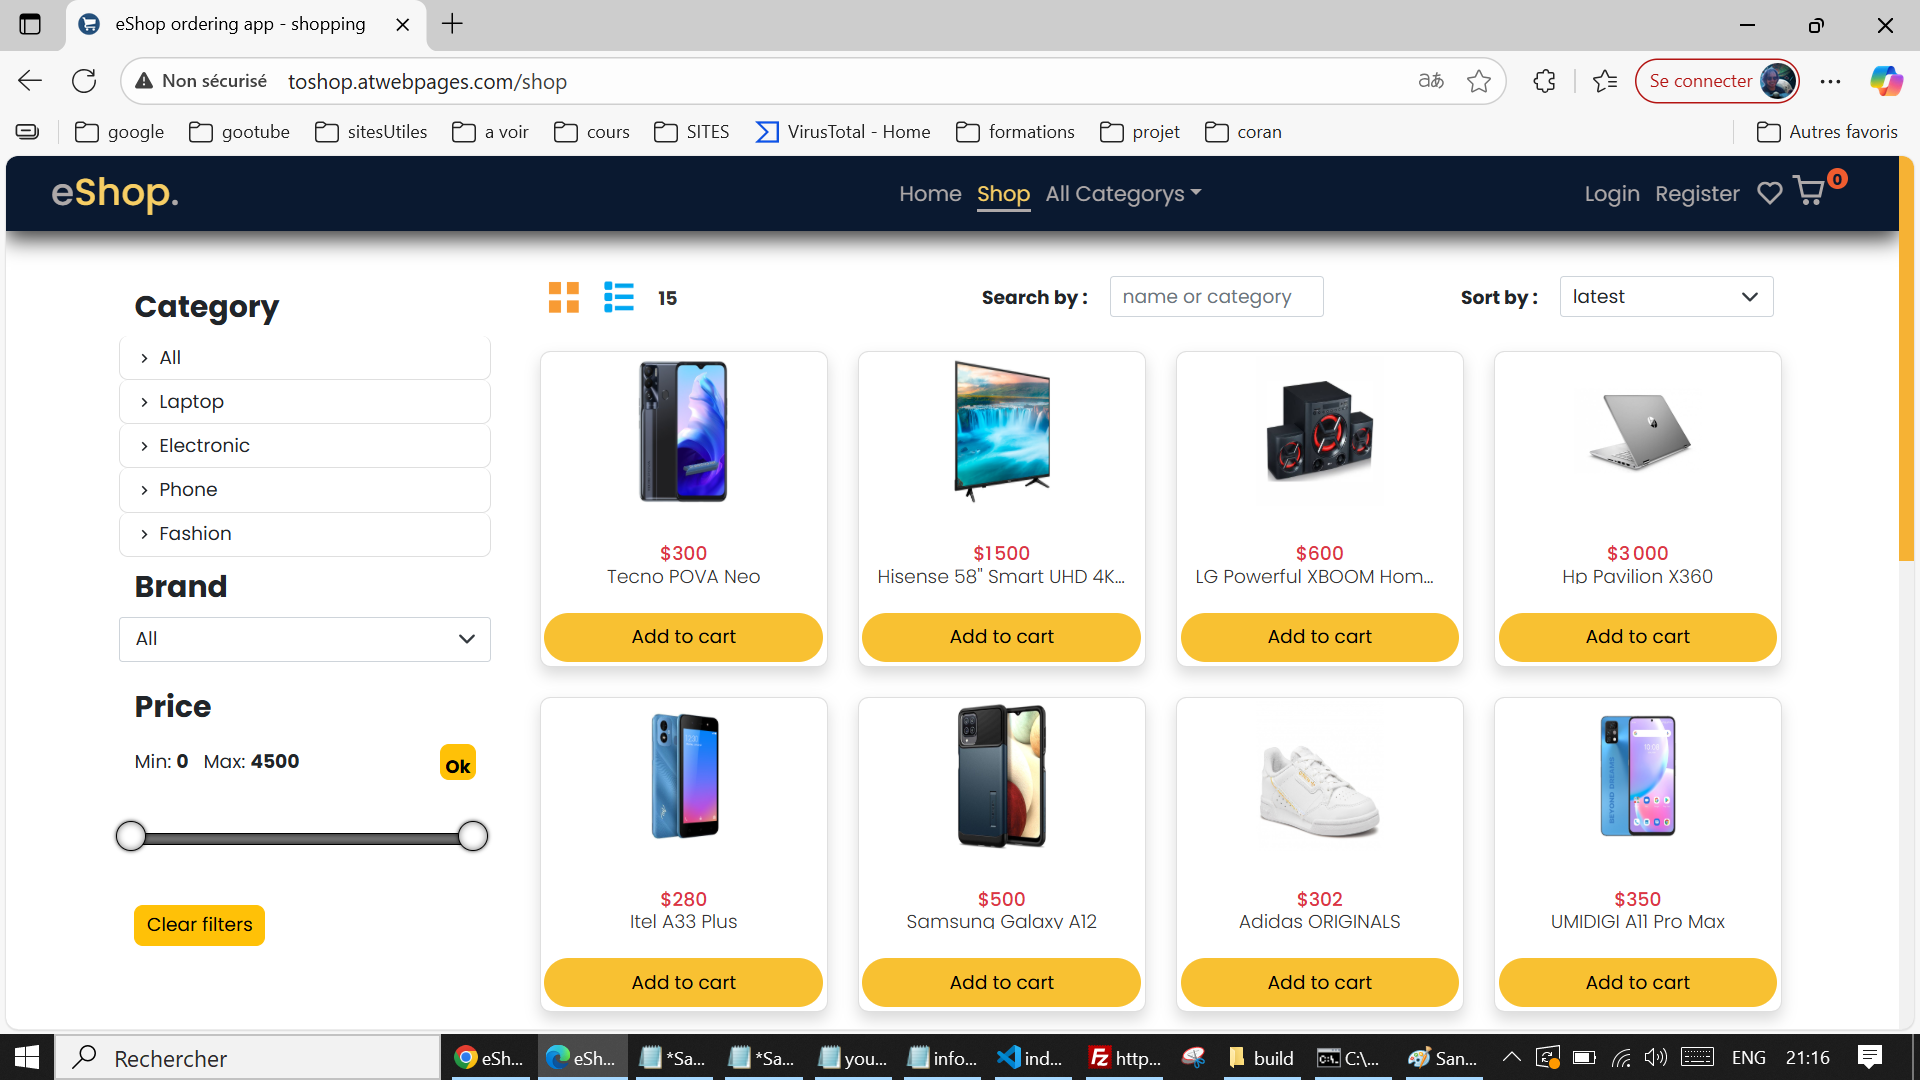 eShop ordering app - shopping
Non sécurisé toshop.atwebpages.com/shop aあ Se connecter
google gootube sitesUtiles a voir cours SITES VirusTotal - Home formations projet coran Autres favoris
eShop. Home Shop All Categorys Login Register 0
Category
All
Laptop
Electronic
Phone
Fashion
Brand
All
Price
Min: 0 Max: 4500 Ok
Clear filters
15 Search by : name or category Sort by : latest
$300
Tecno POVA Neo
Add to cart
$1500
Hisense 58" Smart UHD 4K...
Add to cart
$600
LG Powerful XBOOM Hom...
Add to cart
$3000
Hp Pavilion X360
Add to cart
$280
Itel A33 Plus
Add to cart
$500
Samsung Galaxy A12
Add to cart
$302
Adidas ORIGINALS
Add to cart
$350
UMIDIGI A11 Pro Max
Add to cart
Rechercher eSh... eSh... *Sa... *Sa... you... info... ind... http... build C:\... San... ENG 21:16